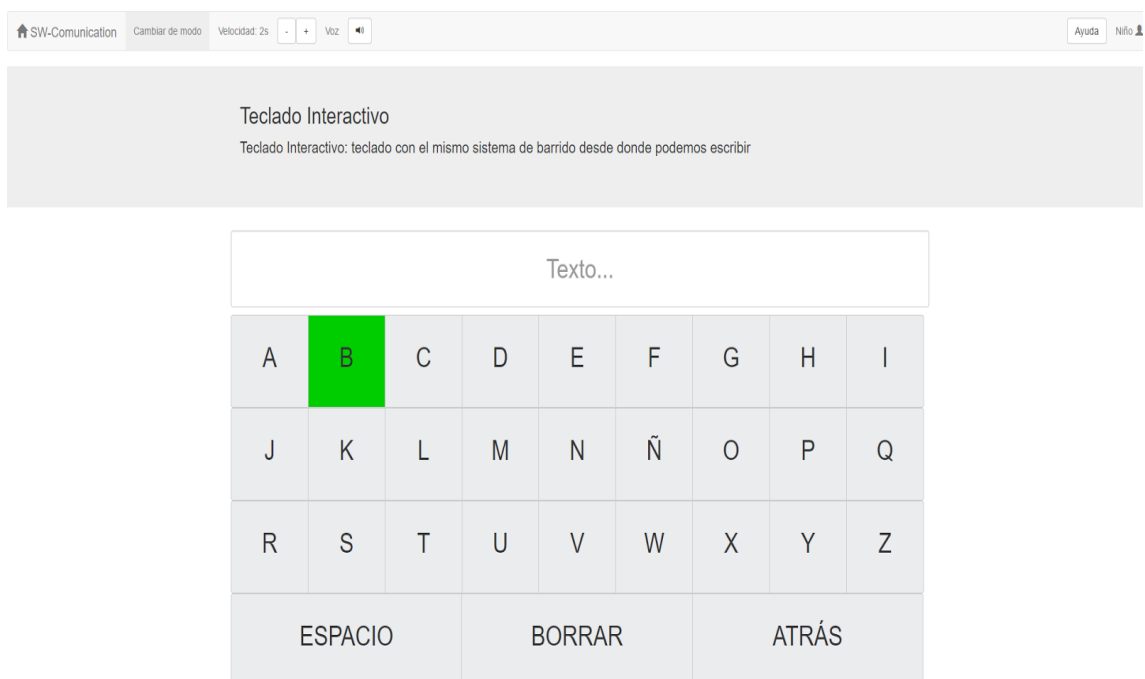 SW-Comunication Cambiar de modo Velocidad: 2s - + Voz Ayuda Niño
Teclado Interactivo
Teclado Interactivo: teclado con el mismo sistema de barrido desde donde podemos escribir
Texto...
A B C D E F G H I
J K L M N Ñ O P Q
R S T U V W X Y Z
ESPACIO BORRAR ATRÁS